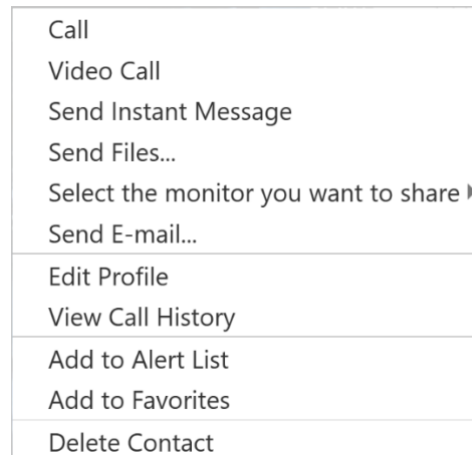 Call
Video Call
Send Instant Message
Send Files...
Select the monitor you want to share
Send E-mail...
Edit Profile
View Call History
Add to Alert List
Add to Favorites
Delete Contact